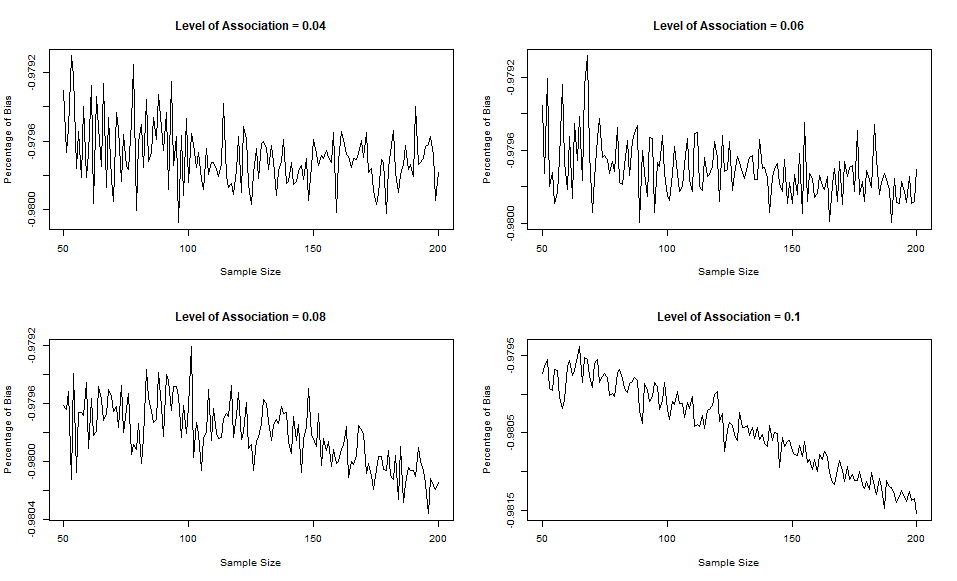 Level of Association = 0.04
Percentage of Bias
-0.9792
-0.9796
-0.9800
50
100
150
200
Sample Size
Level of Association = 0.06
Percentage of Bias
-0.9792
-0.9796
-0.9800
50
100
150
200
Sample Size
Level of Association = 0.08
Percentage of Bias
-0.9792
-0.9796
-0.9800
-0.9804
50
100
150
200
Sample Size
Level of Association = 0.1
Percentage of Bias
-0.9795
-0.9805
-0.9815
50
100
150
200
Sample Size